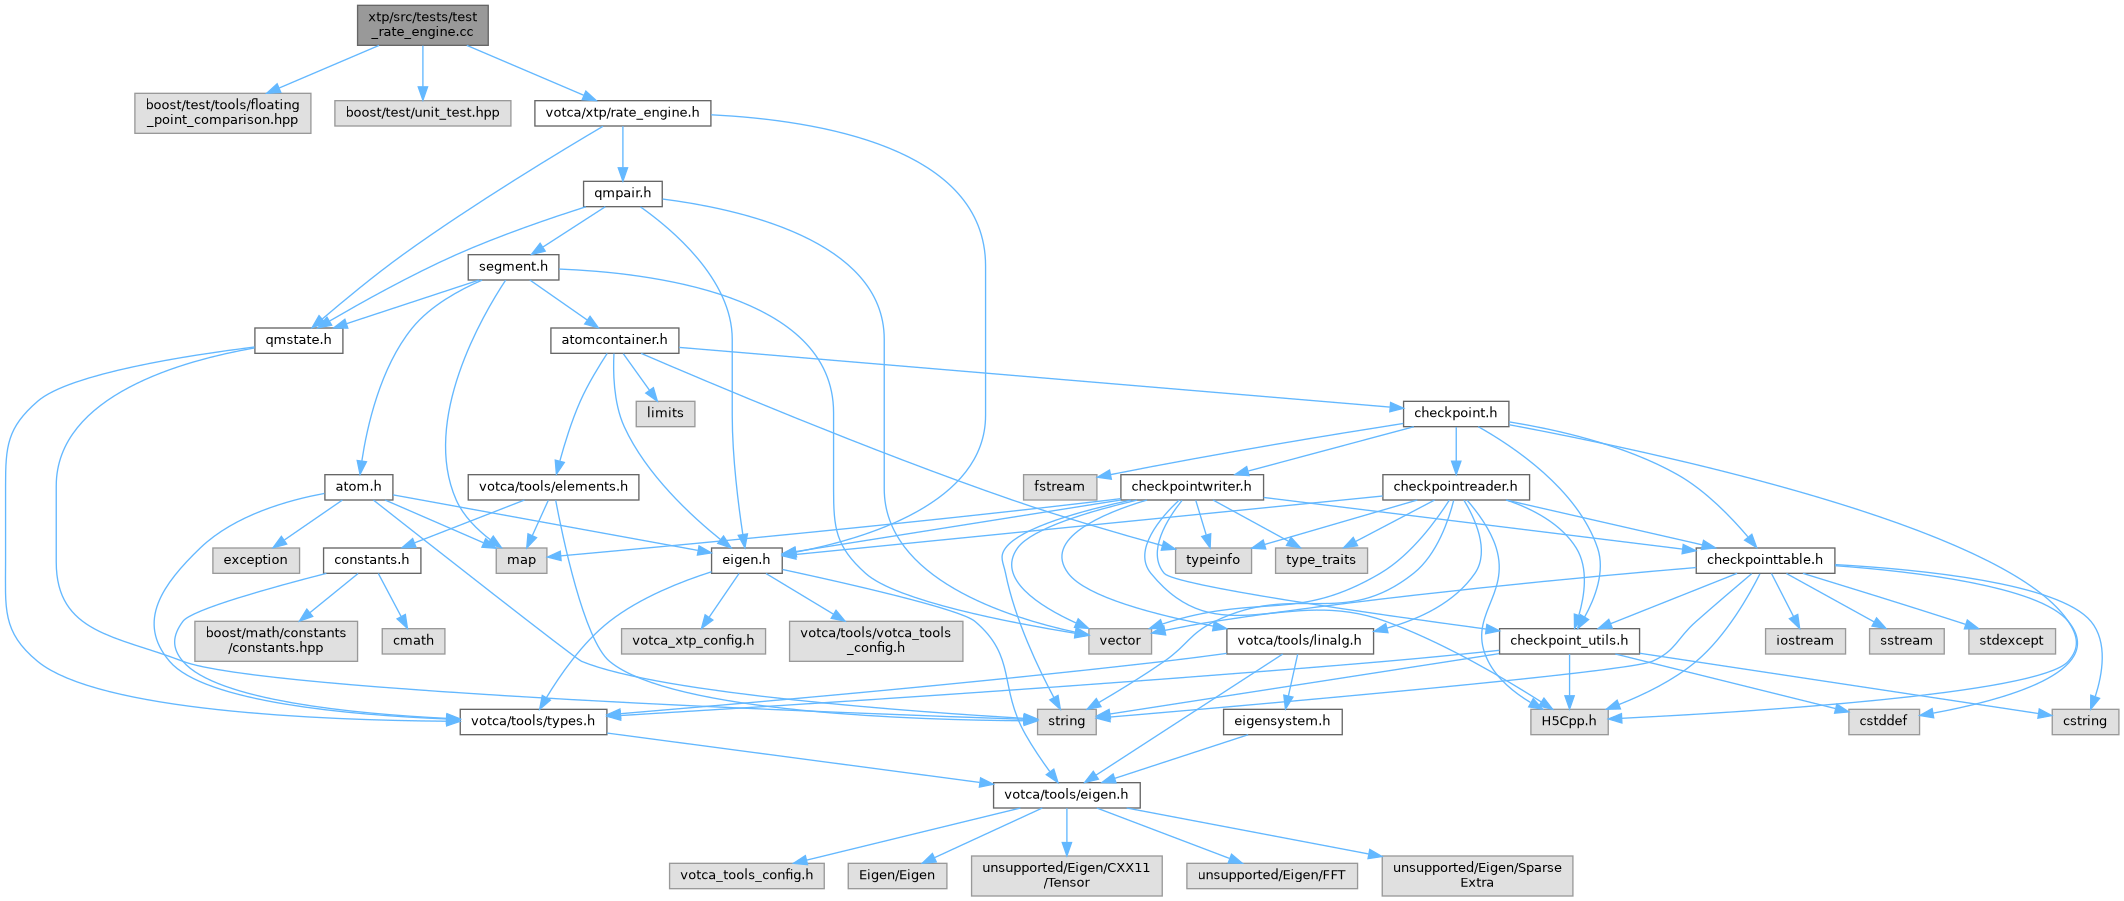 xtp/src/tests/test
_rate_engine.cc
boost/test/tools/floating
_point_comparison.hpp
boost/test/unit_test.hpp
votca/xtp/rate_engine.h
qmpair.h
segment.h
qmstate.h
atomcontainer.h
limits
checkpoint.h
atom.h
votca/tools/elements.h
fstream
checkpointwriter.h
checkpointreader.h
exception
constants.h
map
eigen.h
typeinfo
type_traits
checkpointtable.h
boost/math/constants
/constants.hpp
cmath
votca_xtp_config.h
votca/tools/votca_tools
_config.h
vector
votca/tools/linalg.h
checkpoint_utils.h
iostream
sstream
stdexcept
votca/tools/types.h
string
eigensystem.h
H5Cpp.h
cstddef
cstring
votca/tools/eigen.h
votca_tools_config.h
Eigen/Eigen
unsupported/Eigen/CXX11
/Tensor
unsupported/Eigen/FFT
unsupported/Eigen/Sparse
Extra